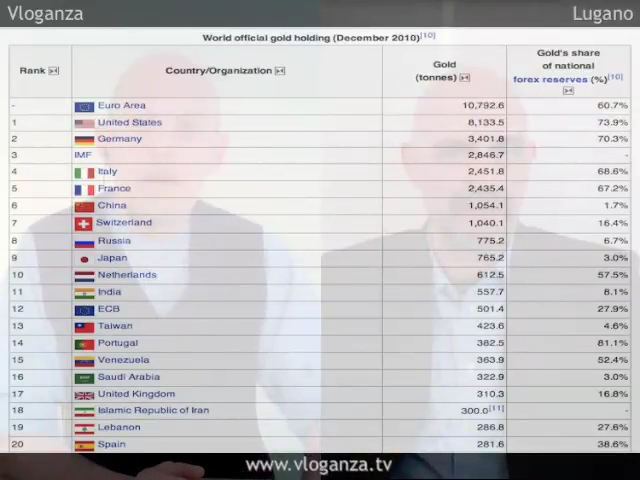 Vloganza Lugano
World official gold holding (December 2010)[10]
Rank Country/Organization Gold (tonnes) Gold's share of national forex reserves (%)[10]
- Euro Area 10,792.6 60.7%
1 United States 8,133.5 73.9%
2 Germany 3,401.8 70.3%
3 IMF 2,846.7 -
4 Italy 2,451.8 68.6%
5 France 2,435.4 67.2%
6 China 1,054.1 1.7%
7 Switzerland 1,040.1 16.4%
8 Russia 775.2 6.7%
9 Japan 765.2 3.0%
10 Netherlands 612.5 57.5%
11 India 557.7 8.1%
12 ECB 501.4 27.9%
13 Taiwan 423.6 4.6%
14 Portugal 382.5 81.1%
15 Venezuela 363.9 52.4%
16 Saudi Arabia 322.9 3.0%
17 United Kingdom 310.3 16.8%
18 Islamic Republic of Iran 300.0[11] -
19 Lebanon 286.8 27.6%
20 Spain 281.6 38.6%
www.vloganza.tv